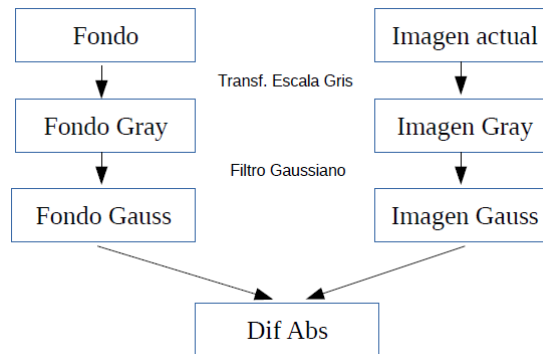 Fondo
Imagen actual
Transf. Escala Gris
Fondo Gray
Imagen Gray
Filtro Gaussiano
Fondo Gauss
Imagen Gauss
Dif Abs